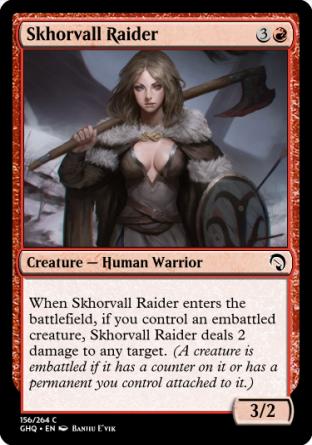 Skhorvall Raider 3
Creature — Human Warrior
When Skhorvall Raider enters the
battlefield, if you control an embattled
creature, Skhorvall Raider deals 2
damage to any target. (A creature is
embattled if it has a counter on it or has a
permanent you control attached to it.)
156/264 C
GHQ • EN Banjiu E'vik
3/2